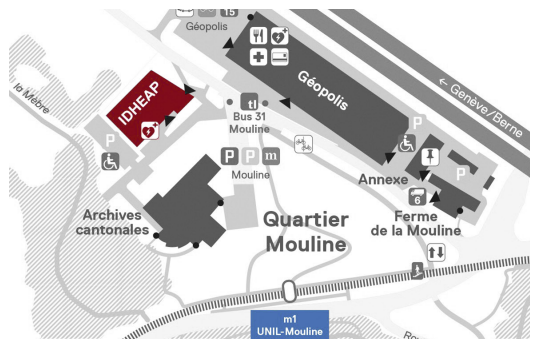 15
Géopolis
la Mèbre
IDHEAP
Géopolis
← Genève/Berne
tl
Bus 31
Mouline
P
P
P
P
P m
Mouline
P
Annexe
6
Archives
cantonales
Quartier
Mouline
Ferme
de la Mouline
m1
UNIL-Mouline